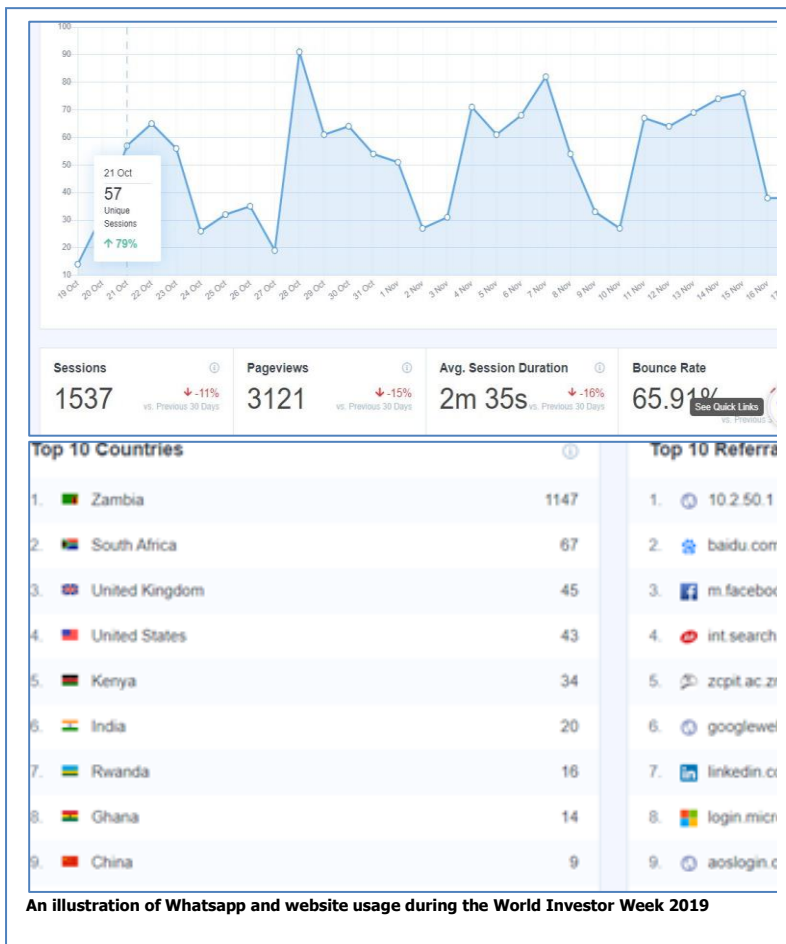 100
90
80
70
60
50
40
30
20
10
21 Oct
57
Unique
Sessions
↑ 79%
19 Oct 20 Oct 21 Oct 22 Oct 23 Oct 24 Oct 25 Oct 26 Oct 27 Oct 28 Oct 29 Oct 30 Oct 31 Oct 1 Nov 2 Nov 3 Nov 4 Nov 5 Nov 6 Nov 7 Nov 8 Nov 9 Nov 10 Nov 11 Nov 12 Nov 13 Nov 14 Nov 15 Nov 16 Nov
Sessions
1537
-11%
vs. Previous 30 Days
Pageviews
3121
-15%
vs. Previous 30 Days
Avg. Session Duration
2m 35s
-16%
vs. Previous 30 Days
Bounce Rate
65.91%
See Quick Links
vs. Previous
Top 10 Countries
1. Zambia 1147
2. South Africa 67
3. United Kingdom 45
4. United States 43
5. Kenya 34
6. India 20
7. Rwanda 16
8. Ghana 14
9. China 9
Top 10 Referra
1. 10.2.50.1
2. baidu.com
3. m.faceboo
4. int.search
5. zcpit.ac.z
6. googlewe
7. linkedin.co
8. login.micr
9. aoslogin.c
An illustration of Whatsapp and website usage during the World Investor Week 2019